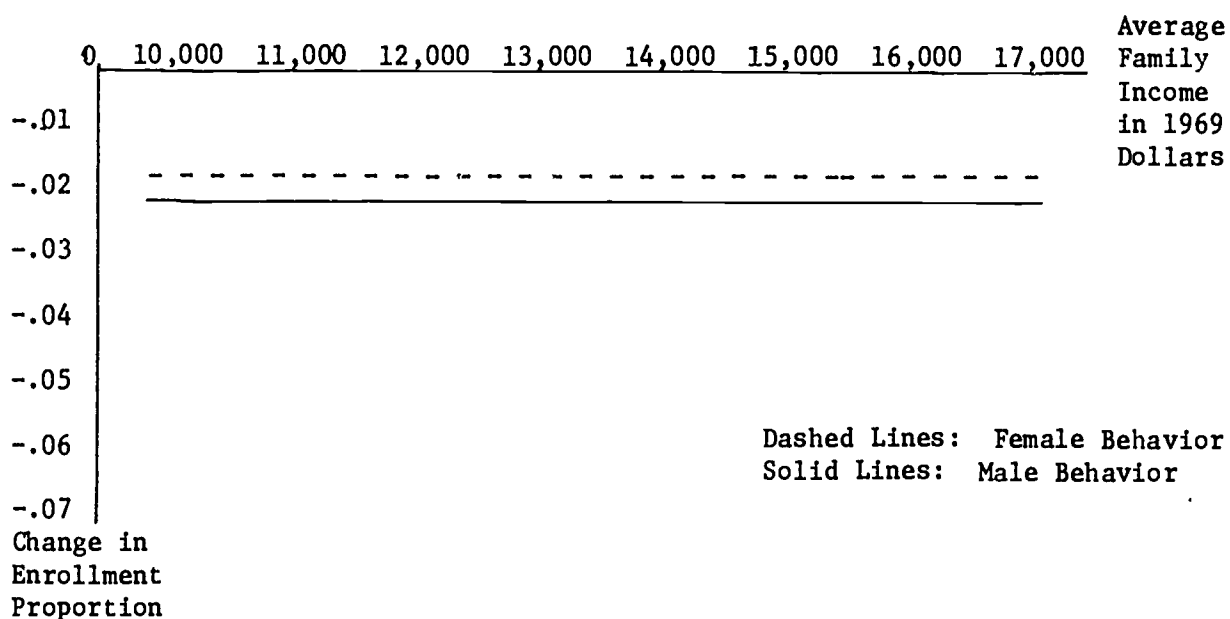 0 10,000 11,000 12,000 13,000 14,000 15,000 16,000 17,000
Average
Family
Income
in 1969
Dollars
-.01
-.02
-.03
-.04
-.05
-.06
-.07
Dashed Lines: Female Behavior
Solid Lines: Male Behavior
Change in
Enrollment
Proportion